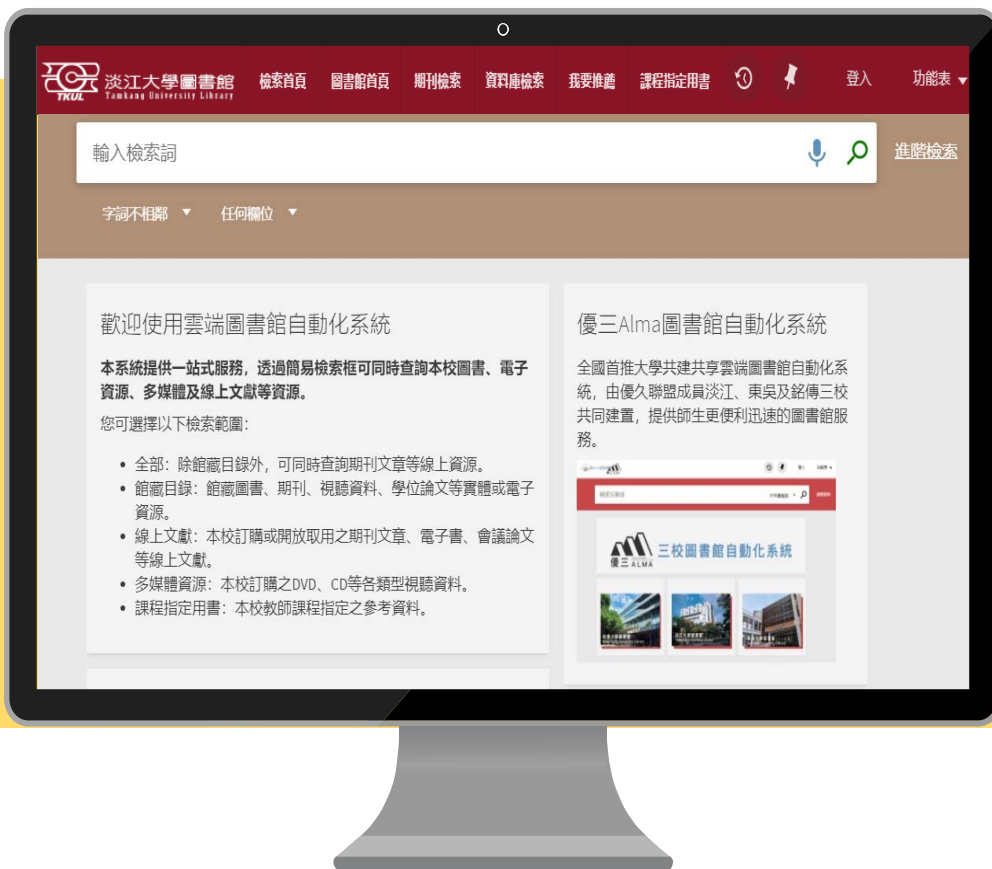 淡江大學圖書館
Tamkang University Library
TKUL
檢索首頁 圖書館首頁 期刊檢索 資料庫檢索 我要推薦 課程指定用書 登入 功能表
輸入檢索詞
進階檢索
字詞不相鄰 任何欄位
歡迎使用雲端圖書館自動化系統
本系統提供一站式服務，透過簡易檢索框可同時查詢本校圖書、電子
資源、多媒體及線上文獻等資源。
您可選擇以下檢索範圍：
• 全部：除館藏目錄外，可同時查詢期刊文章等線上資源。
• 館藏目錄：館藏圖書、期刊、視聽資料、學位論文等實體或電子
資源。
• 線上文獻：本校訂購或開放取用之期刊文章、電子書、會議論文
等線上文獻。
• 多媒體資源：本校訂購之DVD、CD等各類型視聽資料。
• 課程指定用書：本校教師課程指定之參考資料。
優三Alma圖書館自動化系統
全國首推大學共建共享雲端圖書館自動化系
統，由優久聯盟成員淡江、東吳及銘傳三校
共同建置，提供師生更便利迅速的圖書館服
務。
優三ALMA 三校圖書館自動化系統